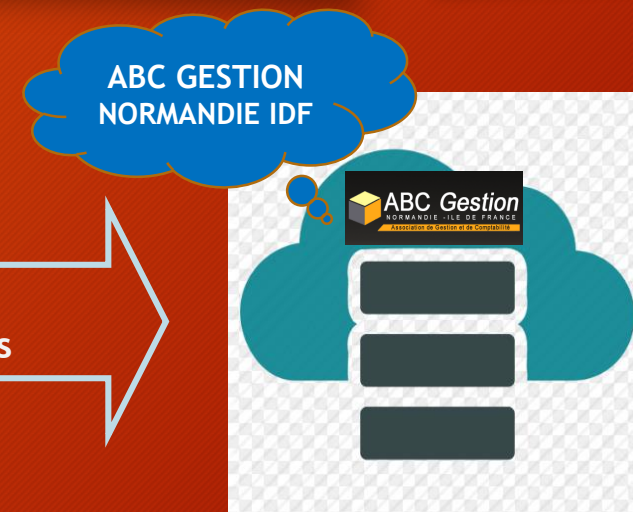 ABC GESTION
NORMANDIE IDF
ABC Gestion
NORMANDIE - ILE DE FRANCE
Association de Gestion et de Comptabilité